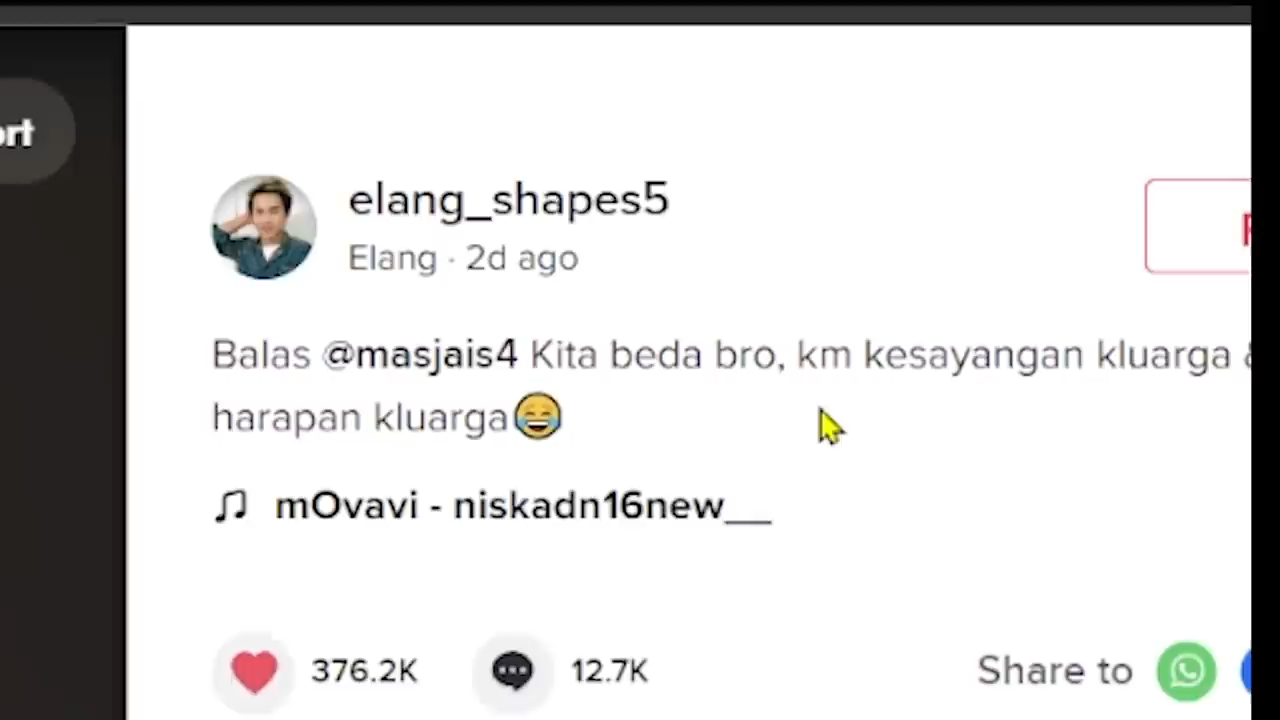 ort
elang_shapes5
Elang · 2d ago
Balas @masjais4 Kita beda bro, km kesayangan kluarga
harapan kluarga😂
mOvavi - niskadn16new__
376.2K
12.7K
Share to